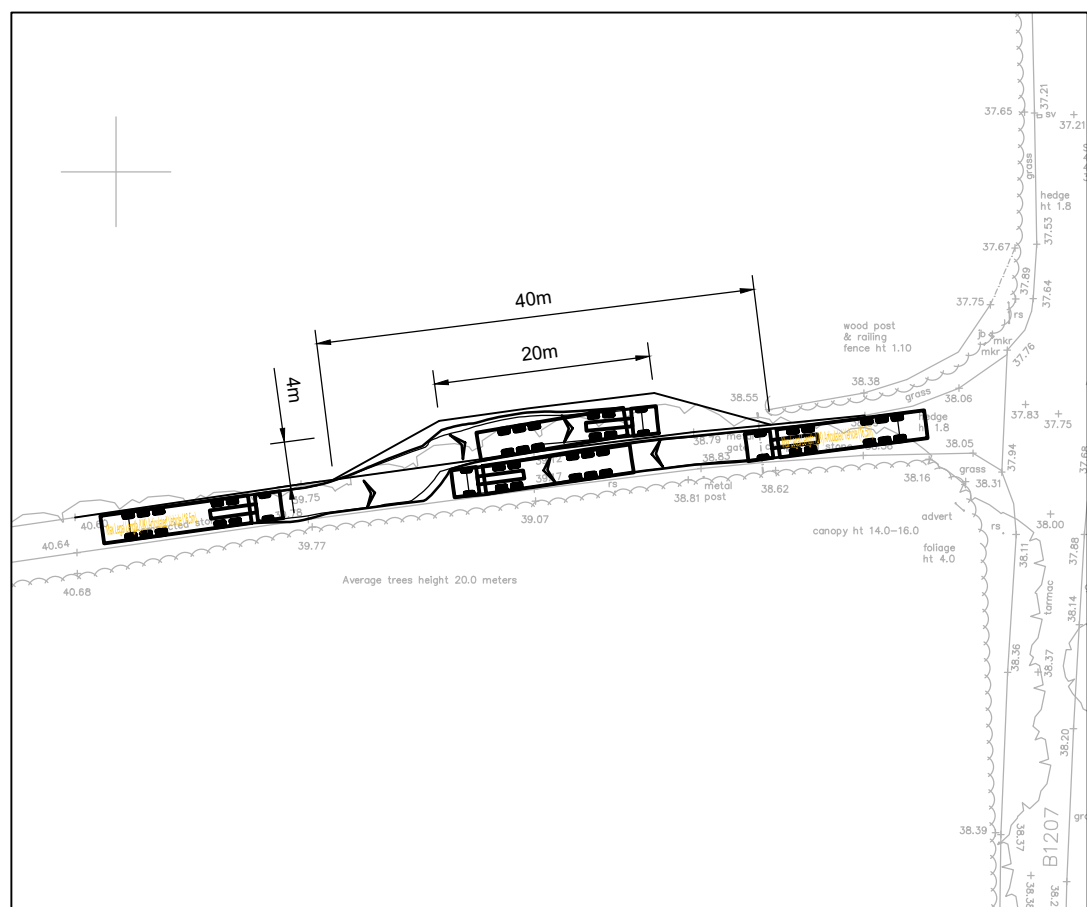 37.65
37.21
sv
37.21
grass
hedge
ht 1.8
37.53
37.67
37.89
37.64
37.75
rs
mkr
mkr
37.76
wood post
& railing
fence ht 1.10
40m
20m
4m
38.38
grass
38.06
38.55
37.83
37.75
hedge
ht 1.8
38.79
38.83
38.05
37.94
37.68
grass
38.31
38.16
39.75
rs
metal
post
38.62
38.81
39.07
39.77
40.60
40.64
40.68
advert
rs
38.00
canopy ht 14.0-16.0
foliage
ht 4.0
38.11
37.88
Average trees height 20.0 meters
tarmac
38.14
38.36
38.37
38.20
38.39
38.37
B1207